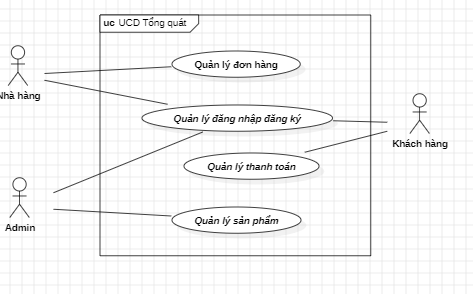 uc UCD Tổng quát
Quản lý đơn hàng
Nhà hàng
Quản lý đăng nhập đăng ký
Khách hàng
Quản lý thanh toán
Quản lý sản phẩm
Admin